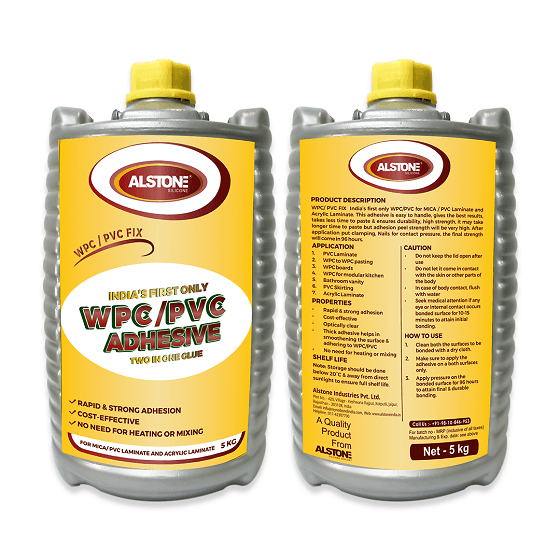 ALSTONE
SILICONE
WPC / PVC FIX
INDIA'S FIRST ONLY
WPC/PVC
ADHESIVE
TWO IN ONE GLUE
RAPID & STRONG ADHESION
COST-EFFECTIVE
NO NEED FOR HEATING OR MIXING
FOR MICA/PVC LAMINATE AND ACRYLIC LAMINATE 5 KG
ALSTONE
SILICONE
PRODUCT DESCRIPTION
WPC/ PVC FIX India's first only WPC/PVC for MICA / PVC Laminate and
Acrylic Laminate. This adhesive is easy to handle, gives the best results,
takes less time to paste & ensures durability, high strength, it may take
longer time to paste but adhesion peel strength will be very high. After
application put clamping, Nails for contact pressure, the final strength
will come in 96 hours.
APPLICATION
1. PVC Laminate
2. WPC to WPC pasting
3. WPC boards
4. WPC for modular kitchen
5. Bathroom vanity
6. PVC Skirting
7. Acrylic Laminate
PROPERTIES
- Rapid & strong adhesion
- Cost-effective
- Optically clear
- Thick adhesive helps in
smoothening the surface &
adhering to WPC/PVC
- No need for heating or mixing
SHELF LIFE
Note: Storage should be done
below 20°C & away from direct
sunlight to ensure full shelf life.
Alstone Industries Pvt. Ltd.
A Quality
Product
From
ALSTONE
CAUTION
- Do not keep the lid open after
use
- Do not let it come in contact
with the skin or other parts of
the body
- In case of body contact, flush
with water
- Seek medical attention if any
eye or internal contact occurs
bonded surface for 10-15
minutes to attain initial
bonding.
HOW TO USE
1. Clean both the surfaces to be
bonded with a dry cloth.
2. Make sure to apply the
adhesive on a both surfaces
only.
3. Apply pressure on the
bonded surface for 96 hours
to attain final & durable
bonding.
For batch no - MRP (inclusive of all taxes)
Manufacturing & Exp. date: see above
Net - 5 kg